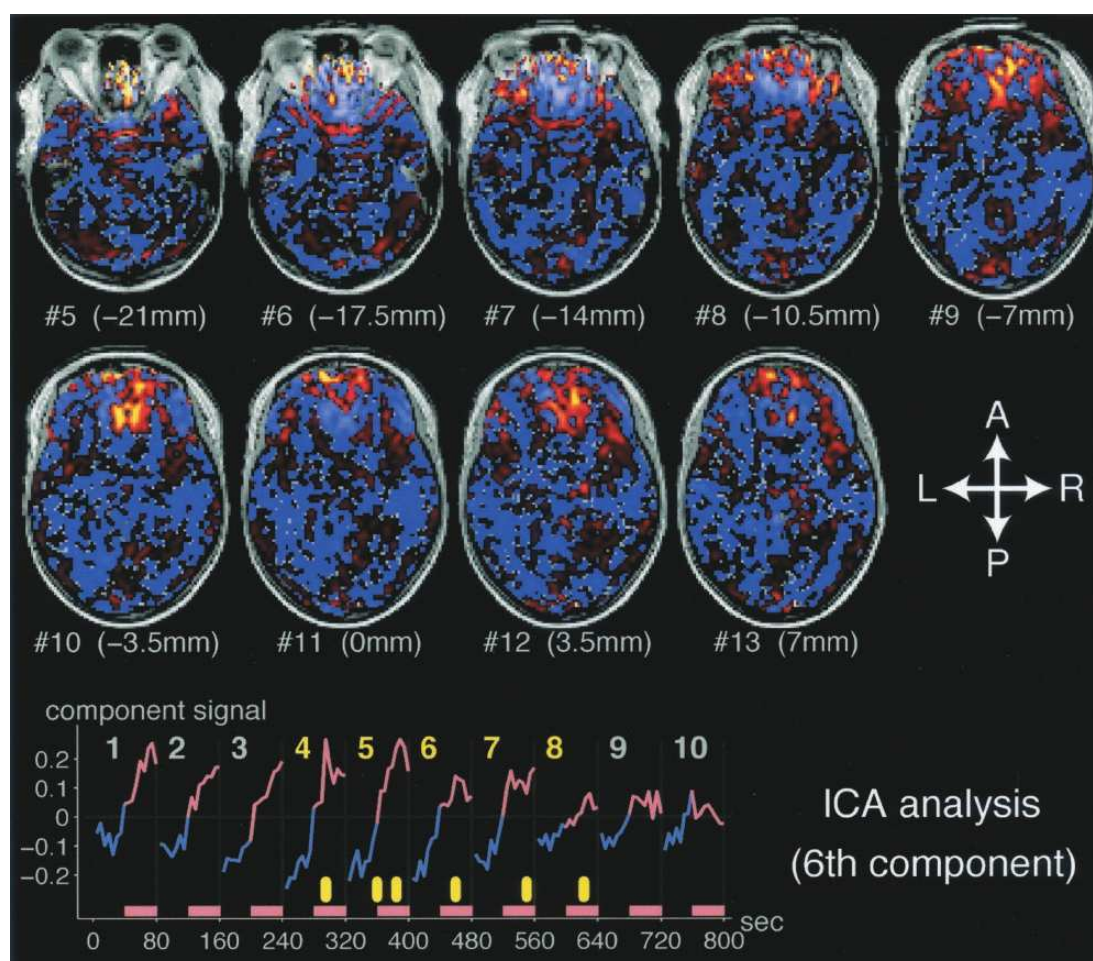 #5 (−21mm) #6 (−17.5mm) #7 (−14mm) #8 (−10.5mm) #9 (−7mm)
A
L R
P
#10 (−3.5mm) #11 (0mm) #12 (3.5mm) #13 (7mm)
component signal
1 2 3 4 5 6 7 8 9 10
0.2
0.1
0
−0.1
−0.2
ICA analysis
(6th component)
0 80 160 240 320 400 480 560 640 720 800 sec